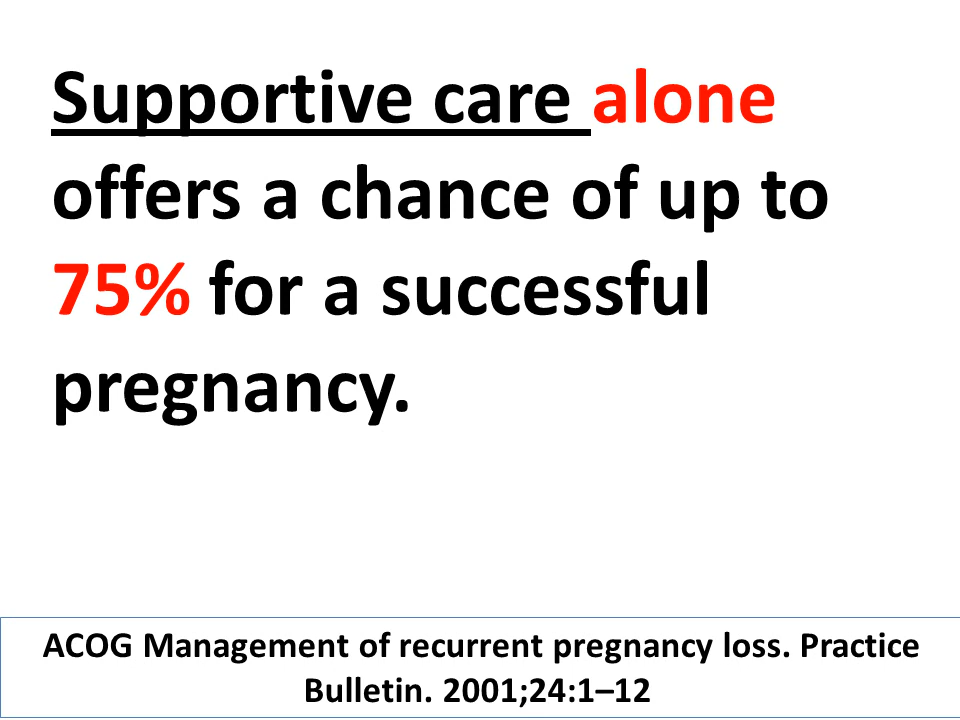 Supportive care alone
offers a chance of up to
75% for a successful
pregnancy.
ACOG Management of recurrent pregnancy loss. Practice
Bulletin. 2001;24:1–12